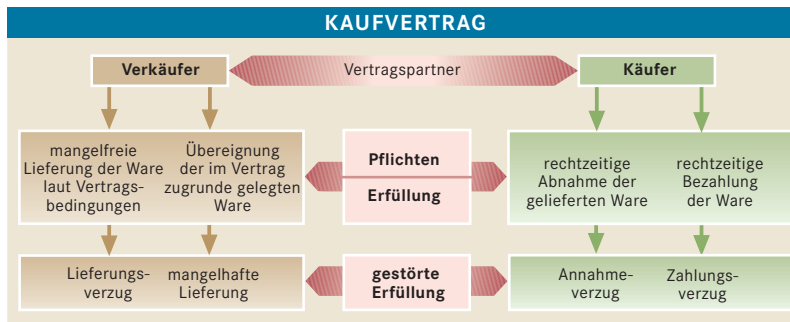 KAUFVERTRAG
Verkäufer
Vertragspartner
Käufer
mangelfreie
Lieferung der Ware
laut Vertrags-
bedingungen
Übereignung
der im Vertrag
zugrunde gelegten
Ware
Pflichten
Erfüllung
rechtzeitige
Abnahme der
gelieferten Ware
rechtzeitige
Bezahlung
der Ware
Lieferungs-
verzug
mangelhafte
Lieferung
gestörte
Erfüllung
Annahme-
verzug
Zahlungs-
verzug